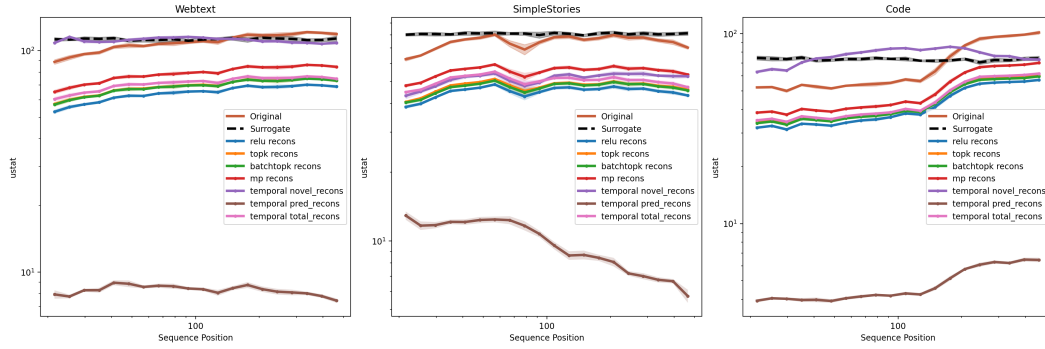 Webtext
ustat
10²
10¹
Original
Surrogate
relu recons
topk recons
batchtopk recons
mp recons
temporal novel_recons
temporal pred_recons
temporal total_recons
100
Sequence Position
SimpleStories
ustat
10¹
Original
Surrogate
relu recons
topk recons
batchtopk recons
mp recons
temporal novel_recons
temporal pred_recons
temporal total_recons
100
Sequence Position
Code
ustat
10²
10¹
Original
Surrogate
relu recons
topk recons
batchtopk recons
mp recons
temporal novel_recons
temporal pred_recons
temporal total_recons
100
Sequence Position